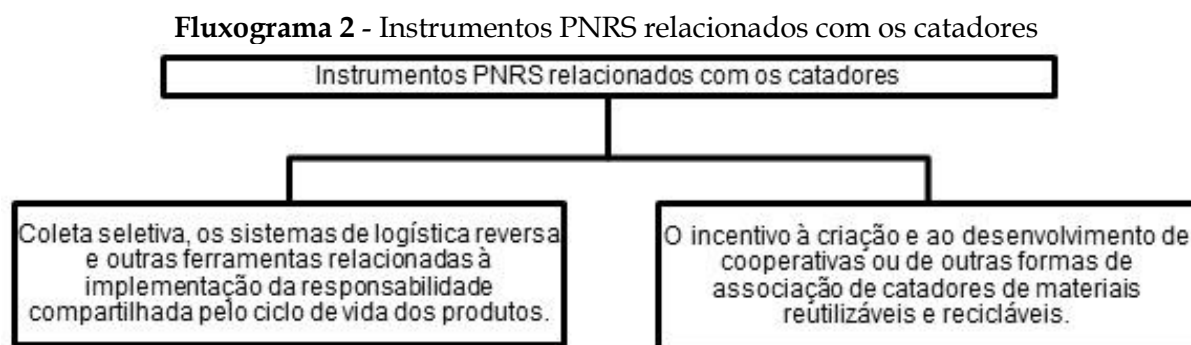 Fluxograma 2 - Instrumentos PNRS relacionados com os catadores
Instrumentos PNRS relacionados com os catadores
Coleta seletiva, os sistemas de logística reversa
e outras ferramentas relacionadas à
implementação da responsabilidade
compartilhada pelo ciclo de vida dos produtos.
O incentivo à criação e ao desenvolvimento de
cooperativas ou de outras formas de
associação de catadores de materiais
reutilizáveis e recicláveis.